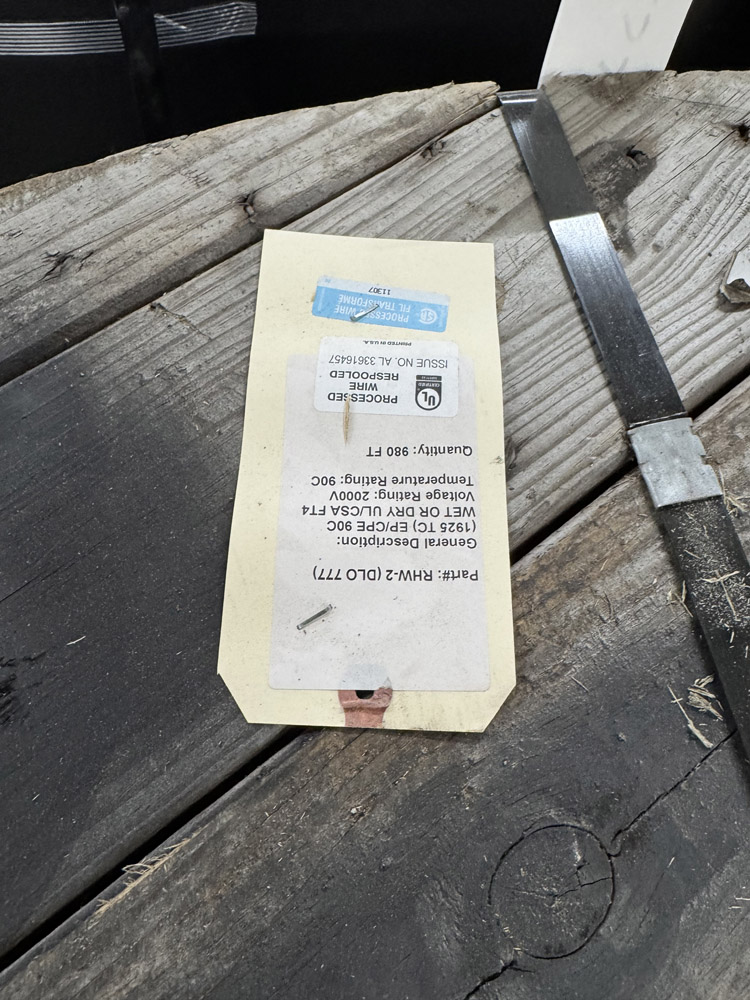 Part#: RHW-2 (DLO 777)
General Description:
(1925 TC) EP/CPE 90C
WET OR DRY UL/CSA FT4
Voltage Rating: 2000V
Temperature Rating: 90C
Quantity: 980 FT
UL
CERTIFIED
PROCESSED
WIRE
RESPOOLED
ISSUE NO. AL 33616457
PRINTED IN U.S.A.
PROCESSED WIRE
FIL TRANSFORME
11307